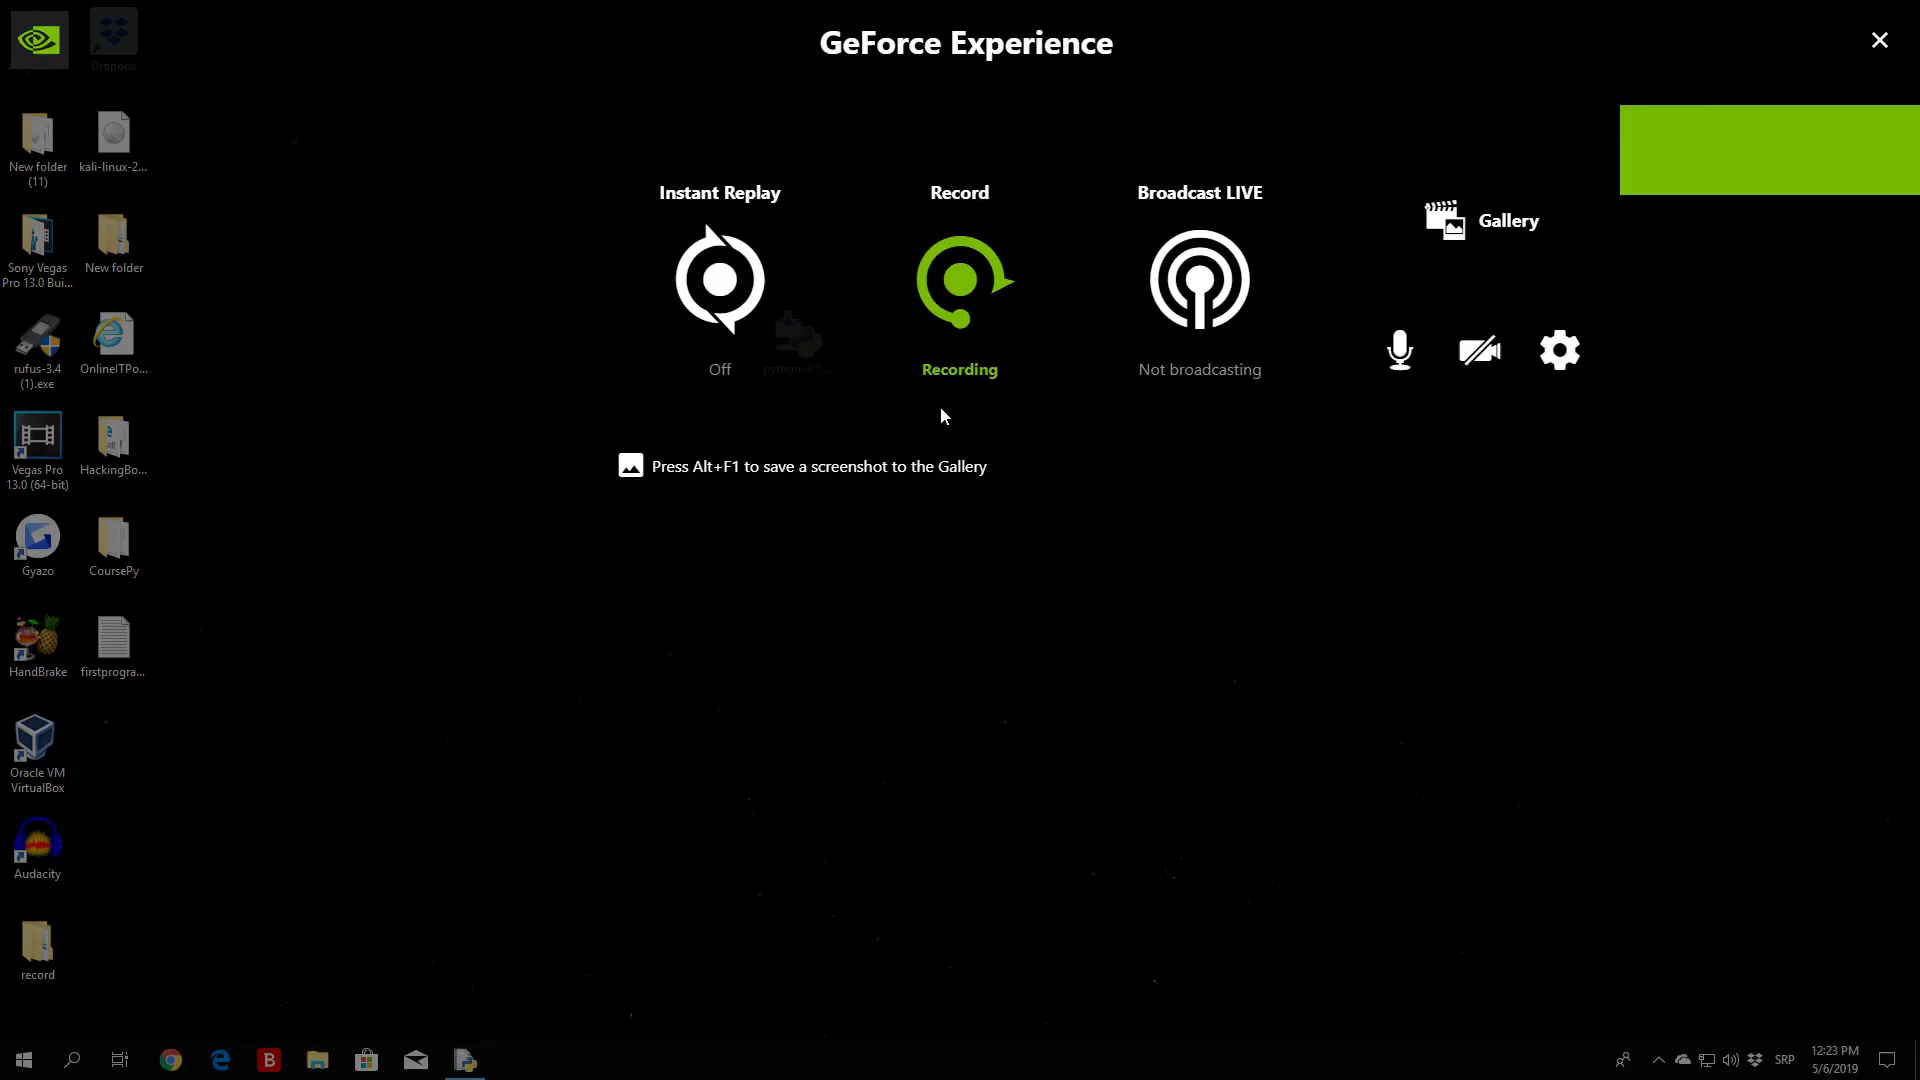 GeForce Experience
Dropbox
New folder
(11)
kali-linux-2...
Instant Replay
Record
Broadcast LIVE
Gallery
Sony Vegas
Pro 13.0 Bui...
New folder
rufus-3.4
(1).exe
OnlineITPo...
Off
python-3.7...
Recording
Not broadcasting
Press Alt+F1 to save a screenshot to the Gallery
Vegas Pro
13.0 (64-bit)
HackingBo...
Gyazo
CoursePy
HandBrake
firstprogra...
Oracle VM
VirtualBox
Audacity
record
B
SRP
12:23 PM
5/6/2019